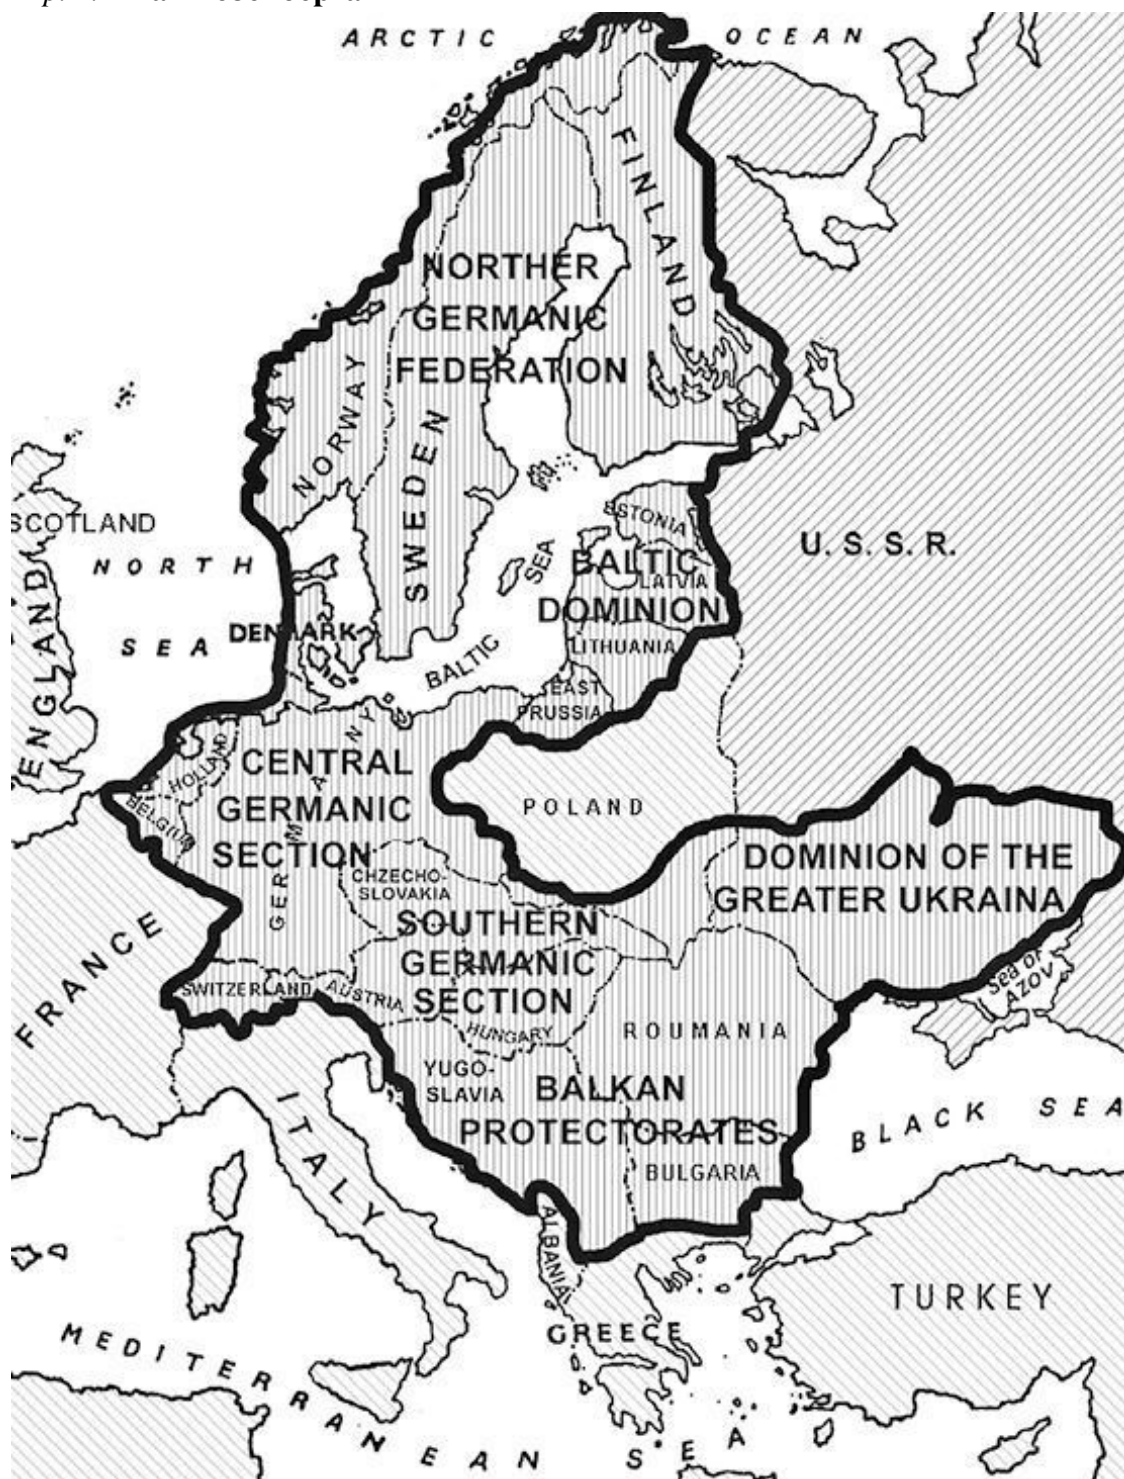 ARCTIC OCEAN
FINLAND
NORTHER
GERMANIC
FEDERATION
NORWAY
SWEDEN
SCOTLAND
ENGLAND
NORTH
SEA
DENMARK
BALTIC
SEA
ESTONIA
BALTIC
LATVIA
DOMINION
LITHUANIA
EAST
PRUSSIA
U. S. S. R.
HOLLAND
BELGIUM
GERMANY
CENTRAL
GERMANIC
SECTION
POLAND
CHZECHO-
SLOVAKIA
DOMINION OF THE
GREATER UKRAINA
SOUTHERN
GERMANIC
SECTION
FRANCE
SWITZERLAND
AUSTRIA
HUNGARY
ROUMANIA
Sea of
AZOV
YUGO-
SLAVIA
BALKAN
PROTECTORATES
BULGARIA
BLACK SEA
ITALY
ALBANIA
GREECE
TURKEY
MEDITERRANEAN SEA